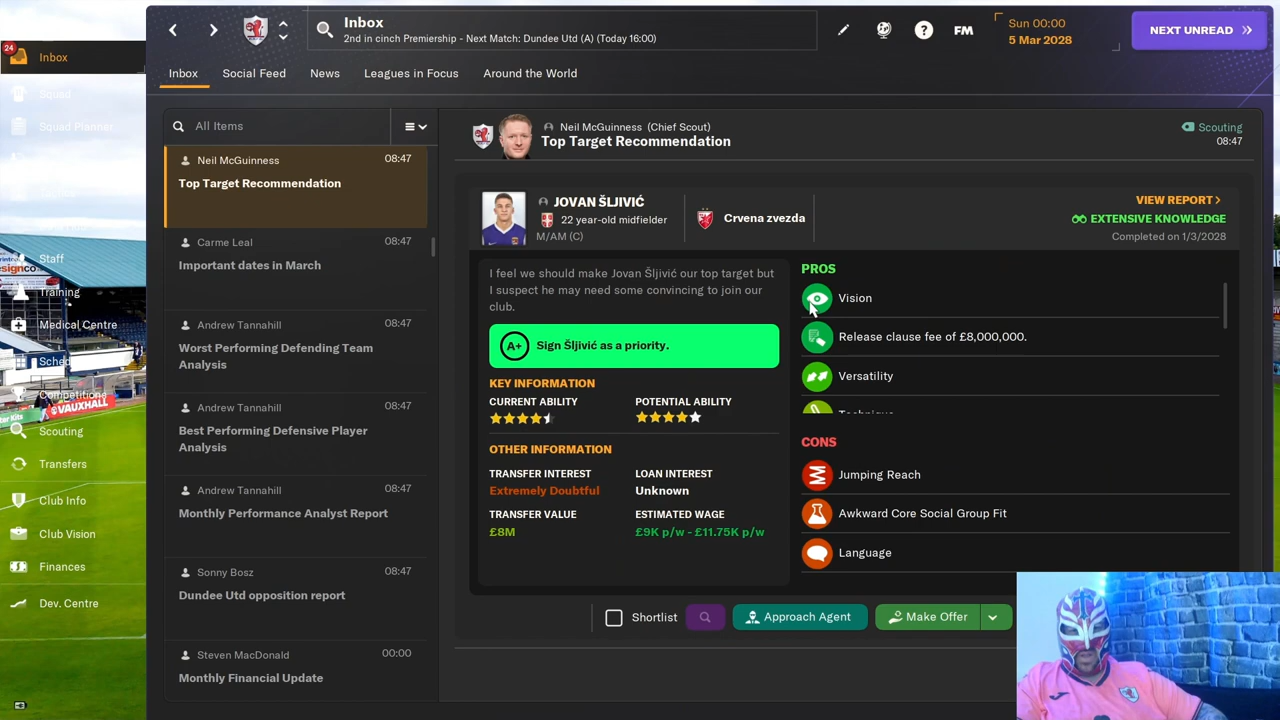 Inbox
2nd in cinch Premiership - Next Match: Dundee Utd (A) (Today 16:00)
FM
Sun 00:00
5 Mar 2028
NEXT UNREAD
24
Inbox
Inbox
Social Feed
News
Leagues in Focus
Around the World
Squad
Squad Planner
Staff
Training
Medical Centre
Sched
Competitions
VAUXHALL
Scouting
Transfers
Club Info
Club Vision
Finances
Dev. Centre
All Items
Neil McGuinness
08:47
Top Target Recommendation
Carme Leal
08:47
Important dates in March
Andrew Tannahill
08:47
Worst Performing Defending Team
Analysis
Andrew Tannahill
08:47
Best Performing Defensive Player
Analysis
Andrew Tannahill
08:47
Monthly Performance Analyst Report
Sonny Bosz
08:47
Dundee Utd opposition report
Steven MacDonald
00:00
Monthly Financial Update
Neil McGuinness (Chief Scout)
Top Target Recommendation
Scouting
08:47
JOVAN ŠLJIVIĆ
22 year-old midfielder
M/AM (C)
Crvena zvezda
VIEW REPORT
EXTENSIVE KNOWLEDGE
Completed on 1/3/2028
I feel we should make Jovan Šljivić our top target but
I suspect he may need some convincing to join our
club.
A+
Sign Šljivić as a priority.
KEY INFORMATION
CURRENT ABILITY
POTENTIAL ABILITY
OTHER INFORMATION
TRANSFER INTEREST
LOAN INTEREST
Extremely Doubtful
Unknown
TRANSFER VALUE
ESTIMATED WAGE
£8M
£9K p/w - £11.75K p/w
PROS
Vision
Release clause fee of £8,000,000.
Versatility
Technique
CONS
Jumping Reach
Awkward Core Social Group Fit
Language
Shortlist
Approach Agent
Make Offer